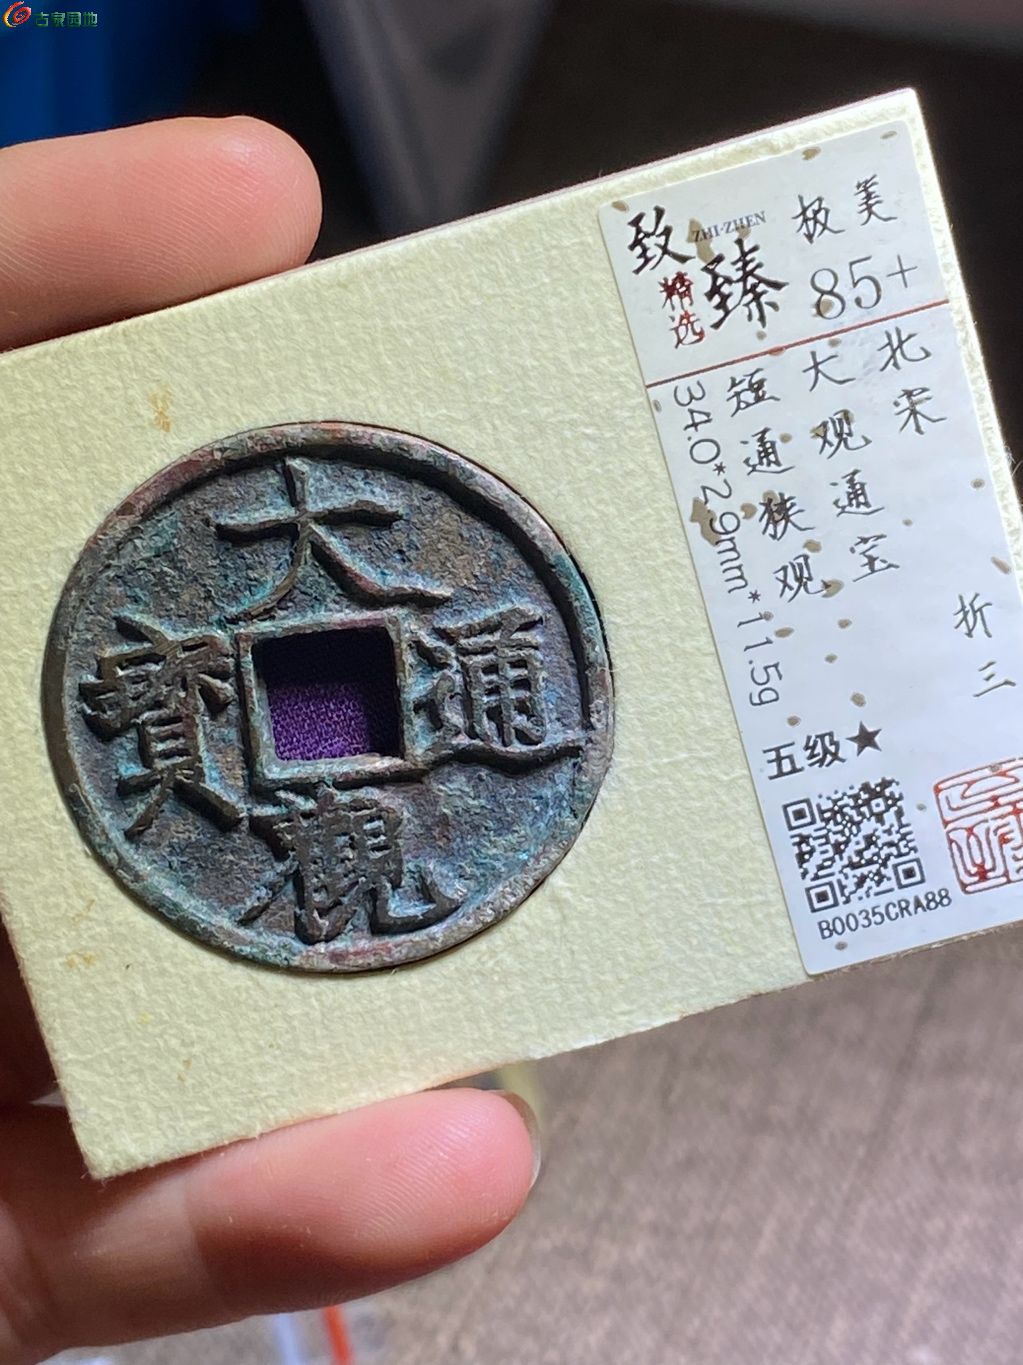 古泉园地
大觀通寳
致臻
ZHI·ZHEN
精选
极美
85+
北宋
大观通宝
折三
短通狭观
34.0*2.9mm*11.5g
五级★
B0035CRA88